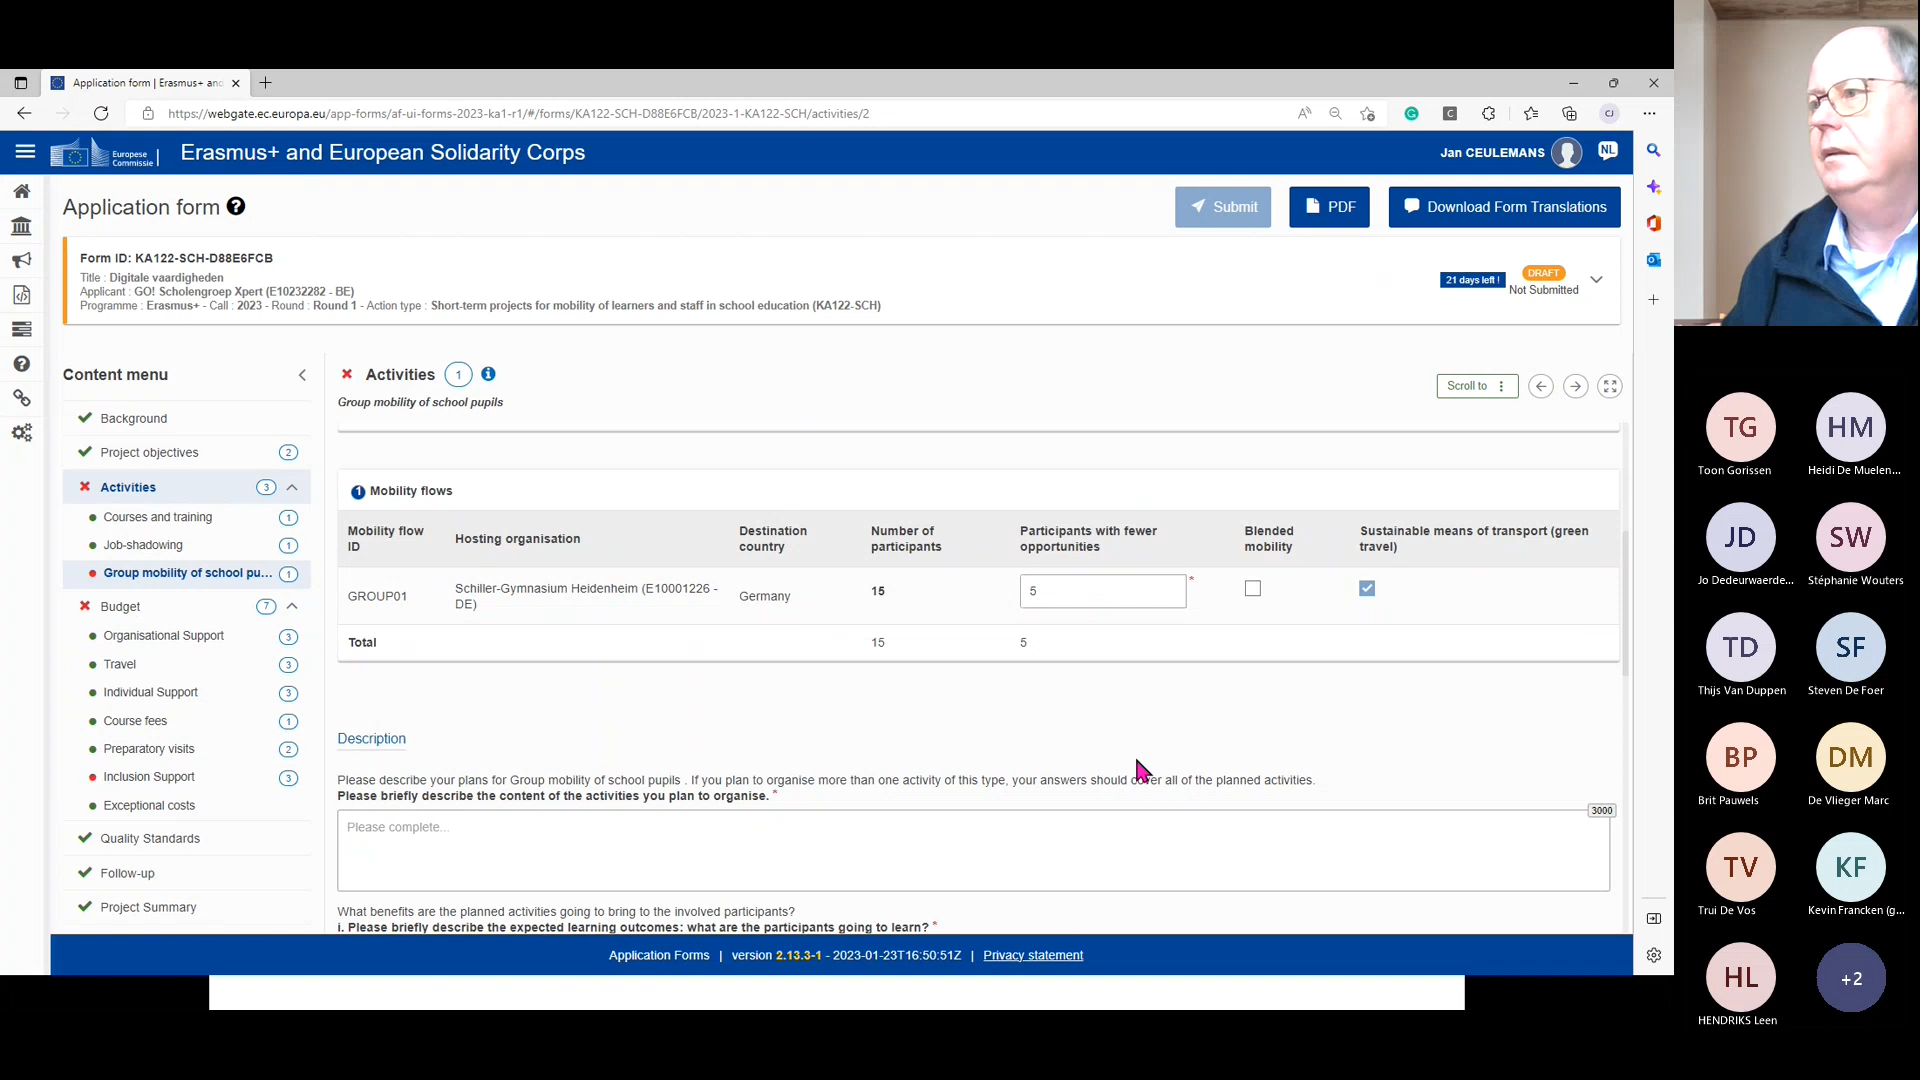 Application form | Erasmus+ and
https://webgate.ec.europa.eu/app-forms/af-ui-forms-2023-ka1-r1/#/forms/KA122-SCH-D88E6FCB/2023-1-KA122-SCH/activities/2
CJ
Europese
Commissie
Erasmus+ and European Solidarity Corps
Jan CEULEMANS
NL
Application form
Submit
PDF
Download Form Translations
Form ID: KA122-SCH-D88E6FCB
Title : Digitale vaardigheden
Applicant : GO! Scholengroep Xpert (E10232282 - BE)
Programme : Erasmus+ - Call : 2023 - Round : Round 1 - Action type : Short-term projects for mobility of learners and staff in school education (KA122-SCH)
21 days left !
DRAFT
Not Submitted
Content menu
Background
Project objectives 2
Activities 3
Courses and training 1
Job-shadowing 1
Group mobility of school pu... 1
Budget 7
Organisational Support 3
Travel 3
Individual Support 3
Course fees 1
Preparatory visits 2
Inclusion Support 3
Exceptional costs
Quality Standards
Follow-up
Project Summary
Activities 1
Group mobility of school pupils
Scroll to
1 Mobility flows
Mobility flow ID
Hosting organisation
Destination country
Number of participants
Participants with fewer opportunities
Blended mobility
Sustainable means of transport (green travel)
GROUP01
Schiller-Gymnasium Heidenheim (E10001226 - DE)
Germany
15
5
*
Total
15
5
Description
Please describe your plans for Group mobility of school pupils . If you plan to organise more than one activity of this type, your answers should cover all of the planned activities.
Please briefly describe the content of the activities you plan to organise. *
3000
Please complete...
What benefits are the planned activities going to bring to the involved participants?
i. Please briefly describe the expected learning outcomes: what are the participants going to learn? *
Application Forms | version 2.13.3-1 - 2023-01-23T16:50:51Z | Privacy statement
TG
Toon Gorissen
HM
Heidi De Muelen...
JD
Jo Dedeurwaerde...
SW
Stéphanie Wouters
TD
Thijs Van Duppen
SF
Steven De Foer
BP
Brit Pauwels
DM
De Vlieger Marc
TV
Trui De Vos
KF
Kevin Francken (g...
HL
HENDRIKS Leen
+2